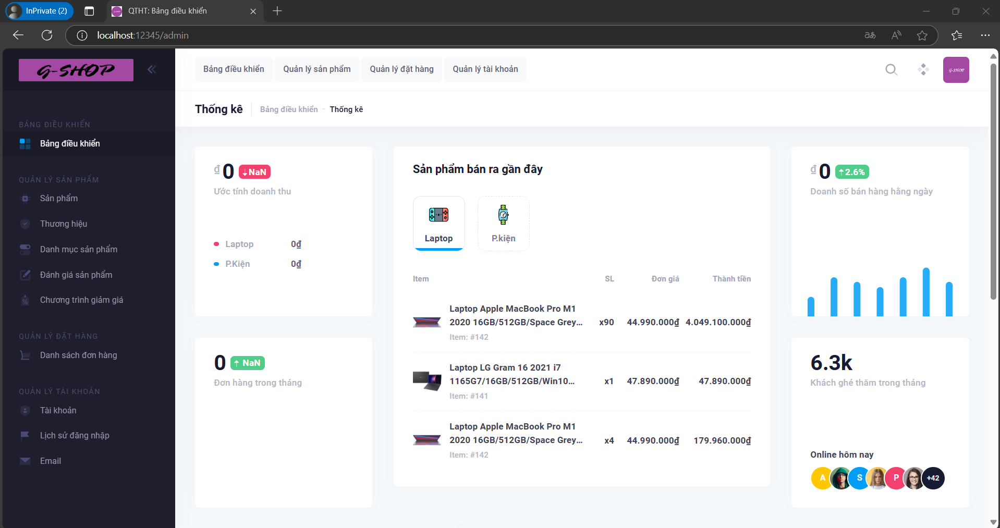 InPrivate (2)
QTHT: Bảng điều khiển
localhost:12345/admin
G-SHOP
Bảng điều khiển
Quản lý sản phẩm
Quản lý đặt hàng
Quản lý tài khoản
G-SHOP
Thống kê
Bảng điều khiển - Thống kê
BẢNG ĐIỀU KHIỂN
Bảng điều khiển
QUẢN LÝ SẢN PHẨM
Sản phẩm
Thương hiệu
Danh mục sản phẩm
Đánh giá sản phẩm
Chương trình giảm giá
QUẢN LÝ ĐẶT HÀNG
Danh sách đơn hàng
QUẢN LÝ TÀI KHOẢN
Tài khoản
Lịch sử đăng nhập
Email
₫ 0 ↓NaN
Ước tính doanh thu
Laptop 0₫
P.Kiện 0₫
0 ↑ NaN
Đơn hàng trong tháng
Sản phẩm bán ra gần đây
Laptop
P.kiện
Item SL Đơn giá Thành tiền
Laptop Apple MacBook Pro M1
2020 16GB/512GB/Space Grey... x90 44.990.000₫ 4.049.100.000₫
Item: #142
Laptop LG Gram 16 2021 i7
1165G7/16GB/512GB/Win10... x1 47.890.000₫ 47.890.000₫
Item: #141
Laptop Apple MacBook Pro M1
2020 16GB/512GB/Space Grey... x4 44.990.000₫ 179.960.000₫
Item: #142
₫ 0 ↑2.6%
Doanh số bán hàng hằng ngày
6.3k
Khách ghé thăm trong tháng
Online hôm nay
A S P +42